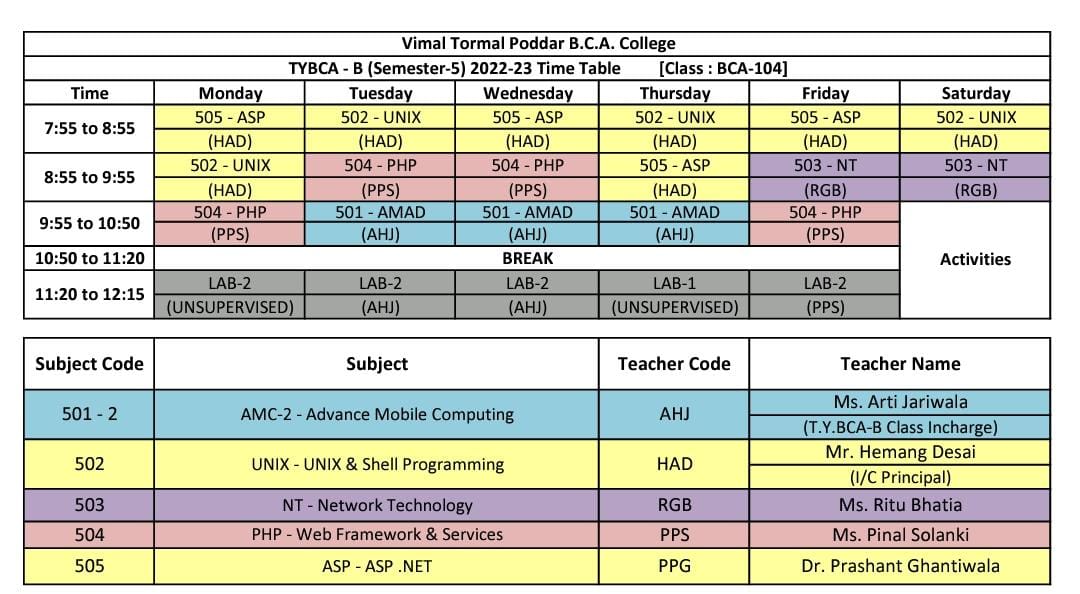 Vimal Tormal Poddar B.C.A. College
TYBCA - B (Semester-5) 2022-23 Time Table [Class : BCA-104]
Time Monday Tuesday Wednesday Thursday Friday Saturday
7:55 to 8:55
505 - ASP 502 - UNIX 505 - ASP 502 - UNIX 505 - ASP 502 - UNIX
(HAD) (HAD) (HAD) (HAD) (HAD) (HAD)
8:55 to 9:55
502 - UNIX 504 - PHP 504 - PHP 505 - ASP 503 - NT 503 - NT
(HAD) (PPS) (PPS) (HAD) (RGB) (RGB)
9:55 to 10:50
504 - PHP 501 - AMAD 501 - AMAD 501 - AMAD 504 - PHP
(PPS) (AHJ) (AHJ) (AHJ) (PPS)
10:50 to 11:20 BREAK Activities
11:20 to 12:15
LAB-2 LAB-2 LAB-2 LAB-1 LAB-2
(UNSUPERVISED) (AHJ) (AHJ) (UNSUPERVISED) (PPS)
Subject Code Subject Teacher Code Teacher Name
501 - 2 AMC-2 - Advance Mobile Computing AHJ Ms. Arti Jariwala
(T.Y.BCA-B Class Incharge)
502 UNIX - UNIX & Shell Programming HAD Mr. Hemang Desai
(I/C Principal)
503 NT - Network Technology RGB Ms. Ritu Bhatia
504 PHP - Web Framework & Services PPS Ms. Pinal Solanki
505 ASP - ASP .NET PPG Dr. Prashant Ghantiwala